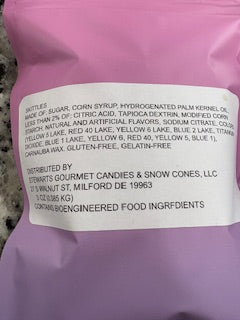 SKITTLES
MADE OF: SUGAR, CORN SYRUP, HYDROGENATED PALM KERNEL OIL,
LESS THAN 2% OF: CITRIC ACID, TAPIOCA DEXTRIN, MODIFIED CORN
STARCH, NATURAL AND ARTIFICIAL FLAVORS, SODIUM CITRATE, COLORS
(YELLOW 5 LAKE, RED 40 LAKE, YELLOW 6 LAKE, BLUE 2 LAKE, TITANIUM
DIOXIDE, BLUE 1 LAKE, YELLOW 6, RED 40, YELLOW 5, BLUE 1),
CARNAUBA WAX. GLUTEN-FREE, GELATIN-FREE
DISTRIBUTED BY
STEWARTS GOURMET CANDIES & SNOW CONES, LLC
WALNUT ST, MILFORD DE 19963
3 OZ (0.085 KG)
CONTAINS BIOENGINEERED FOOD INGRFDIENTS